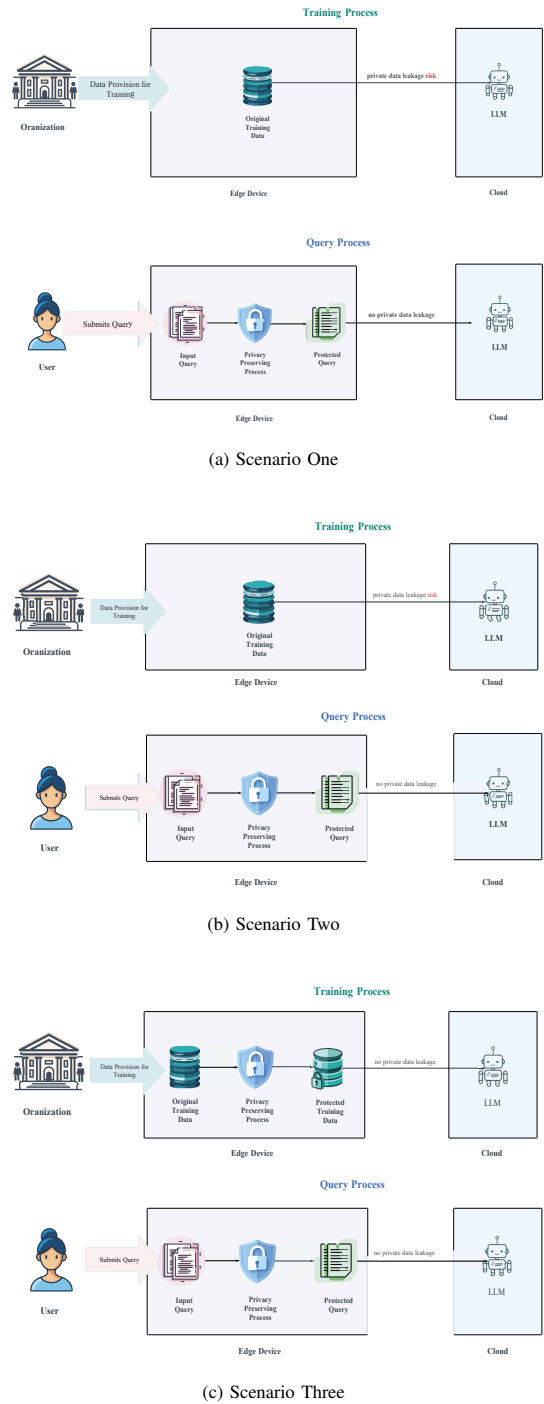 Training Process
Data Provision for
Training
private data leakage risk
Oranization
Original
Training
Data
LLM
Edge Device
Cloud
Query Process
Submits Query
no private data leakage
Input
Query
Privacy
Preserving
Process
Protected
Query
LLM
User
Edge Device
Cloud
(a) Scenario One
Training Process
Data Provision for
Training
private data leakage risk
Oranization
Original
Training
Data
LLM
Edge Device
Cloud
Query Process
Submits Query
no private data leakage
Input
Query
Privacy
Preserving
Process
Protected
Query
LLM
User
Edge Device
Cloud
(b) Scenario Two
Training Process
Data Provision for
Training
no private data leakage
Oranization
Original
Training
Data
Privacy
Preserving
Process
Protected
Training
Data
LLM
Edge Device
Cloud
Query Process
Submits Query
no private data leakage
Input
Query
Privacy
Preserving
Process
Protected
Query
LLM
User
Edge Device
Cloud
(c) Scenario Three